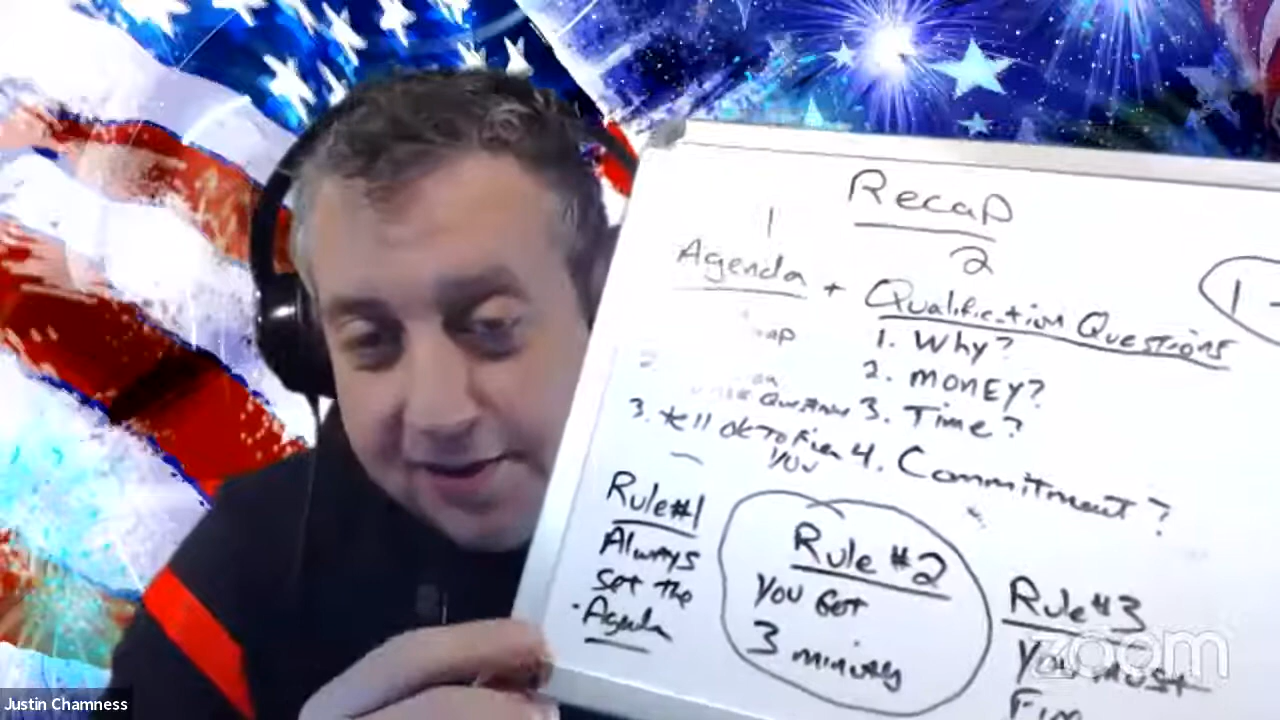 Recap
1
2
Agenda + Qualification Questions
1. Why?
2. MONEY?
3. Time?
3. tell ok to
you
4. Commitment?
Rule #1
Always
set the
Agenda
Rule #2
you Get
3 minutes
Rule #3
You must
1
zoom
Justin Chamness